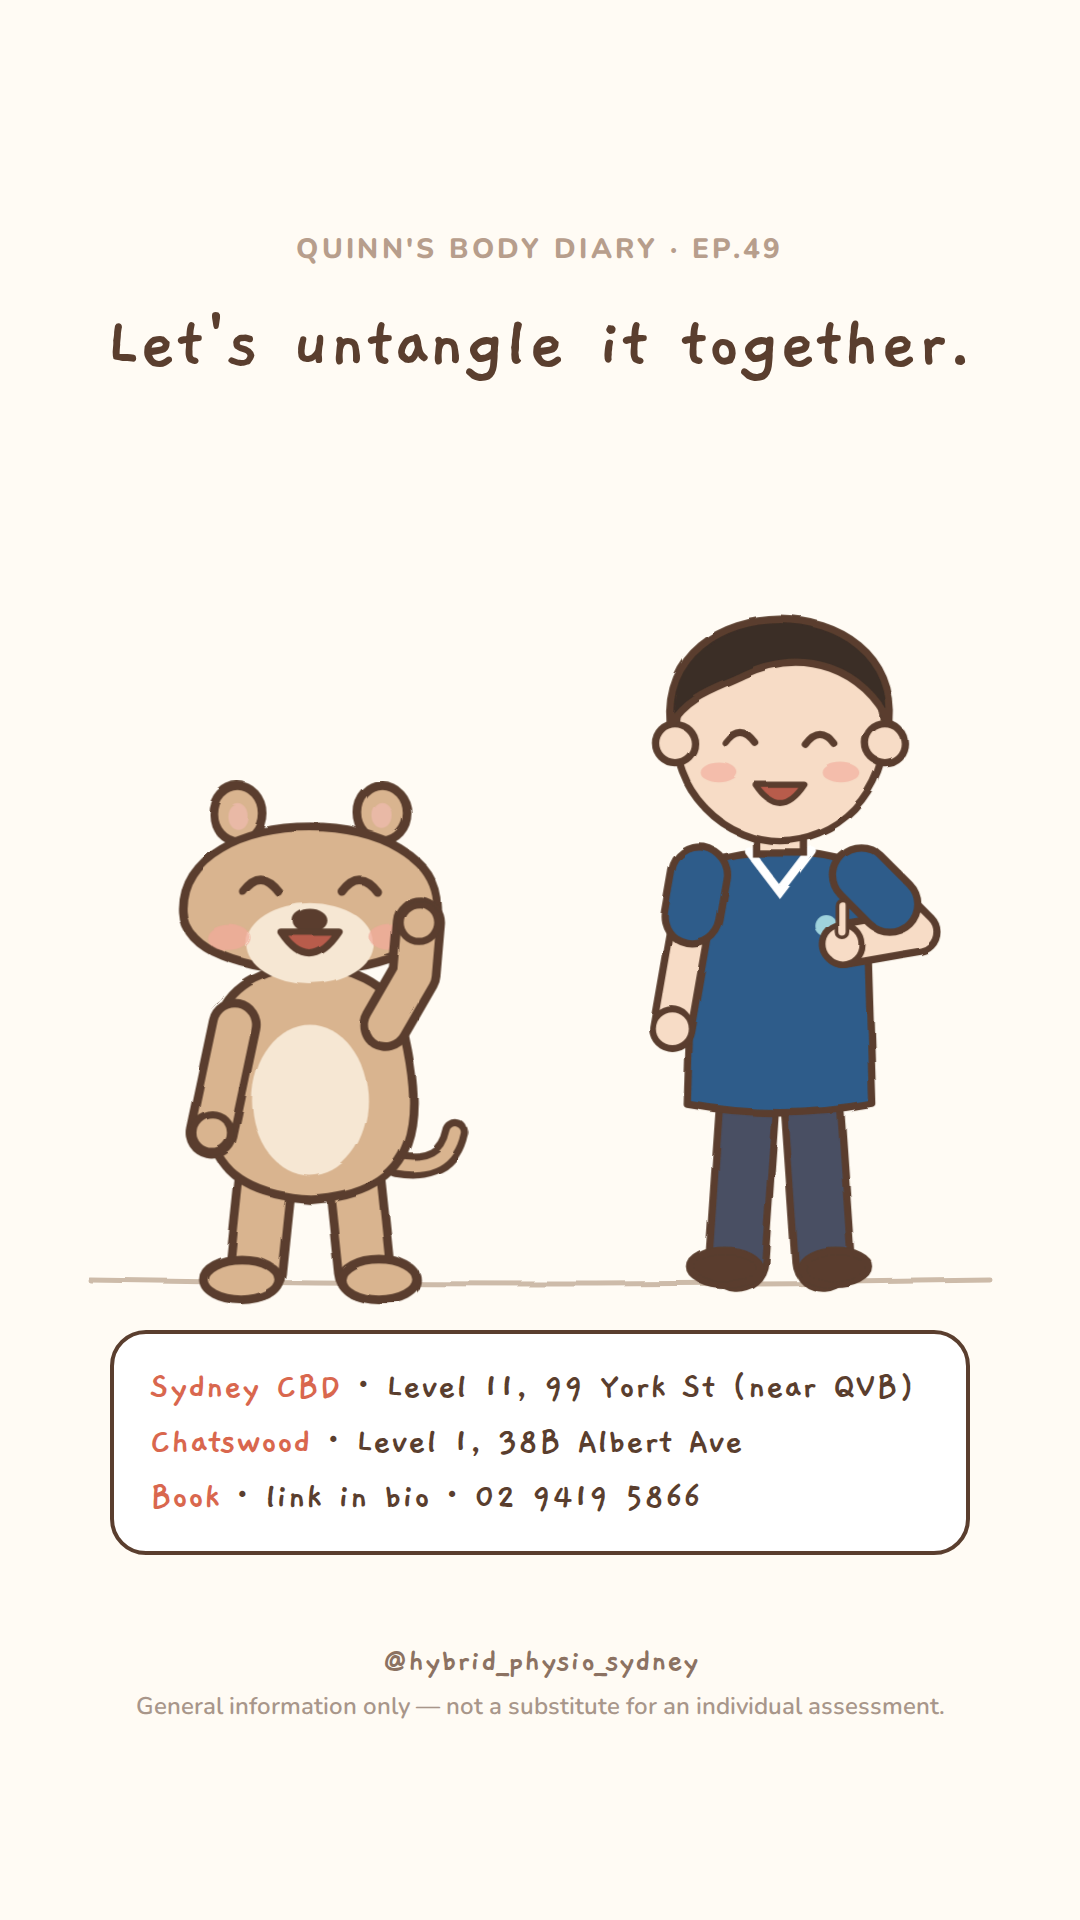 QUINN'S BODY DIARY · EP.49
Let's untangle it together.
Sydney CBD · Level 11, 99 York St (near QVB)
Chatswood · Level 1, 38B Albert Ave
Book · link in bio · 02 9419 5866
@hybrid_physio_sydney
General information only — not a substitute for an individual assessment.